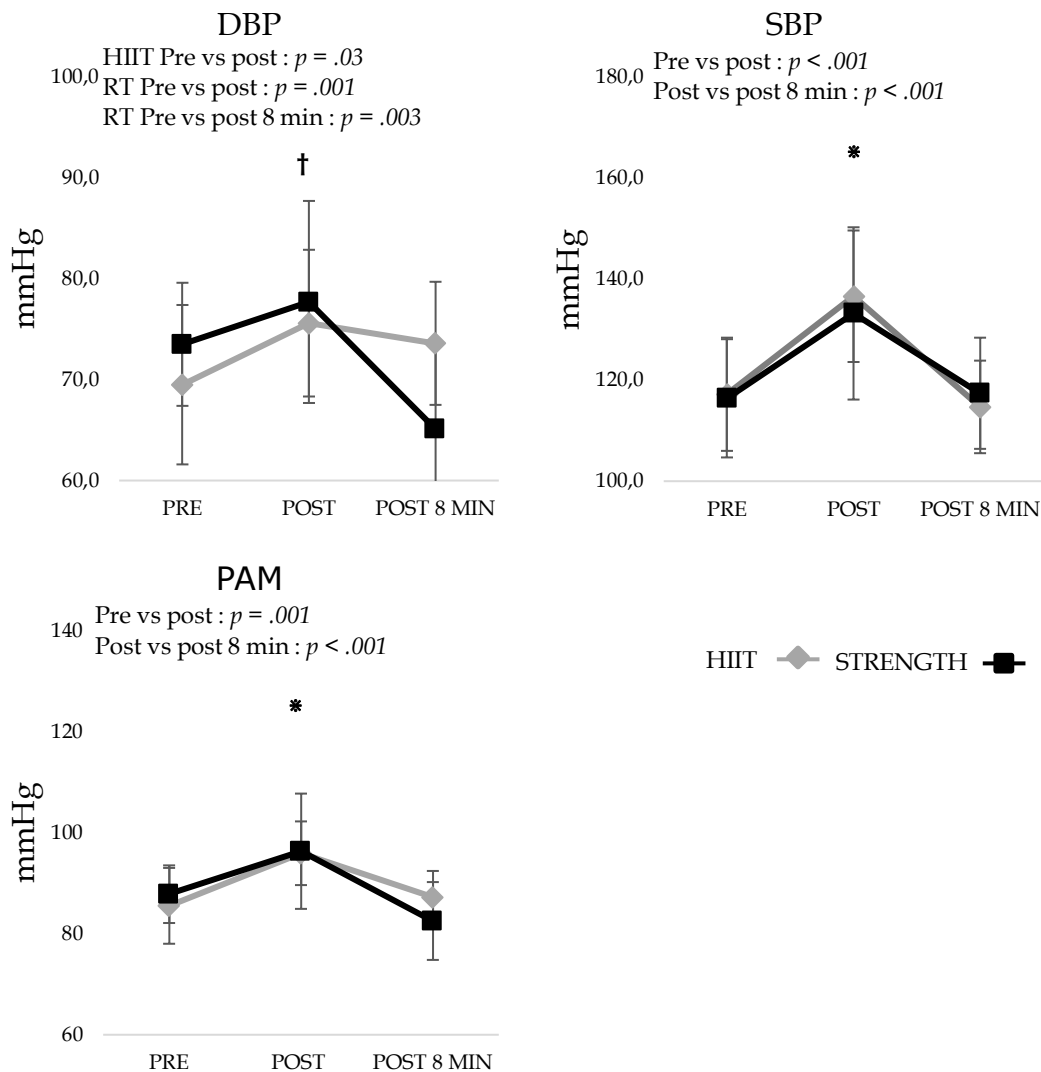 DBP
HIIT Pre vs post : p = .03
RT Pre vs post : p = .001
RT Pre vs post 8 min : p = .003
†
mmHg
100,0
90,0
80,0
70,0
60,0
PRE POST POST 8 MIN
SBP
Pre vs post : p < .001
Post vs post 8 min : p < .001
*
mmHg
180,0
160,0
140,0
120,0
100,0
PRE POST POST 8 MIN
PAM
Pre vs post : p = .001
Post vs post 8 min : p < .001
*
mmHg
140
120
100
80
60
PRE POST POST 8 MIN
HIIT STRENGTH